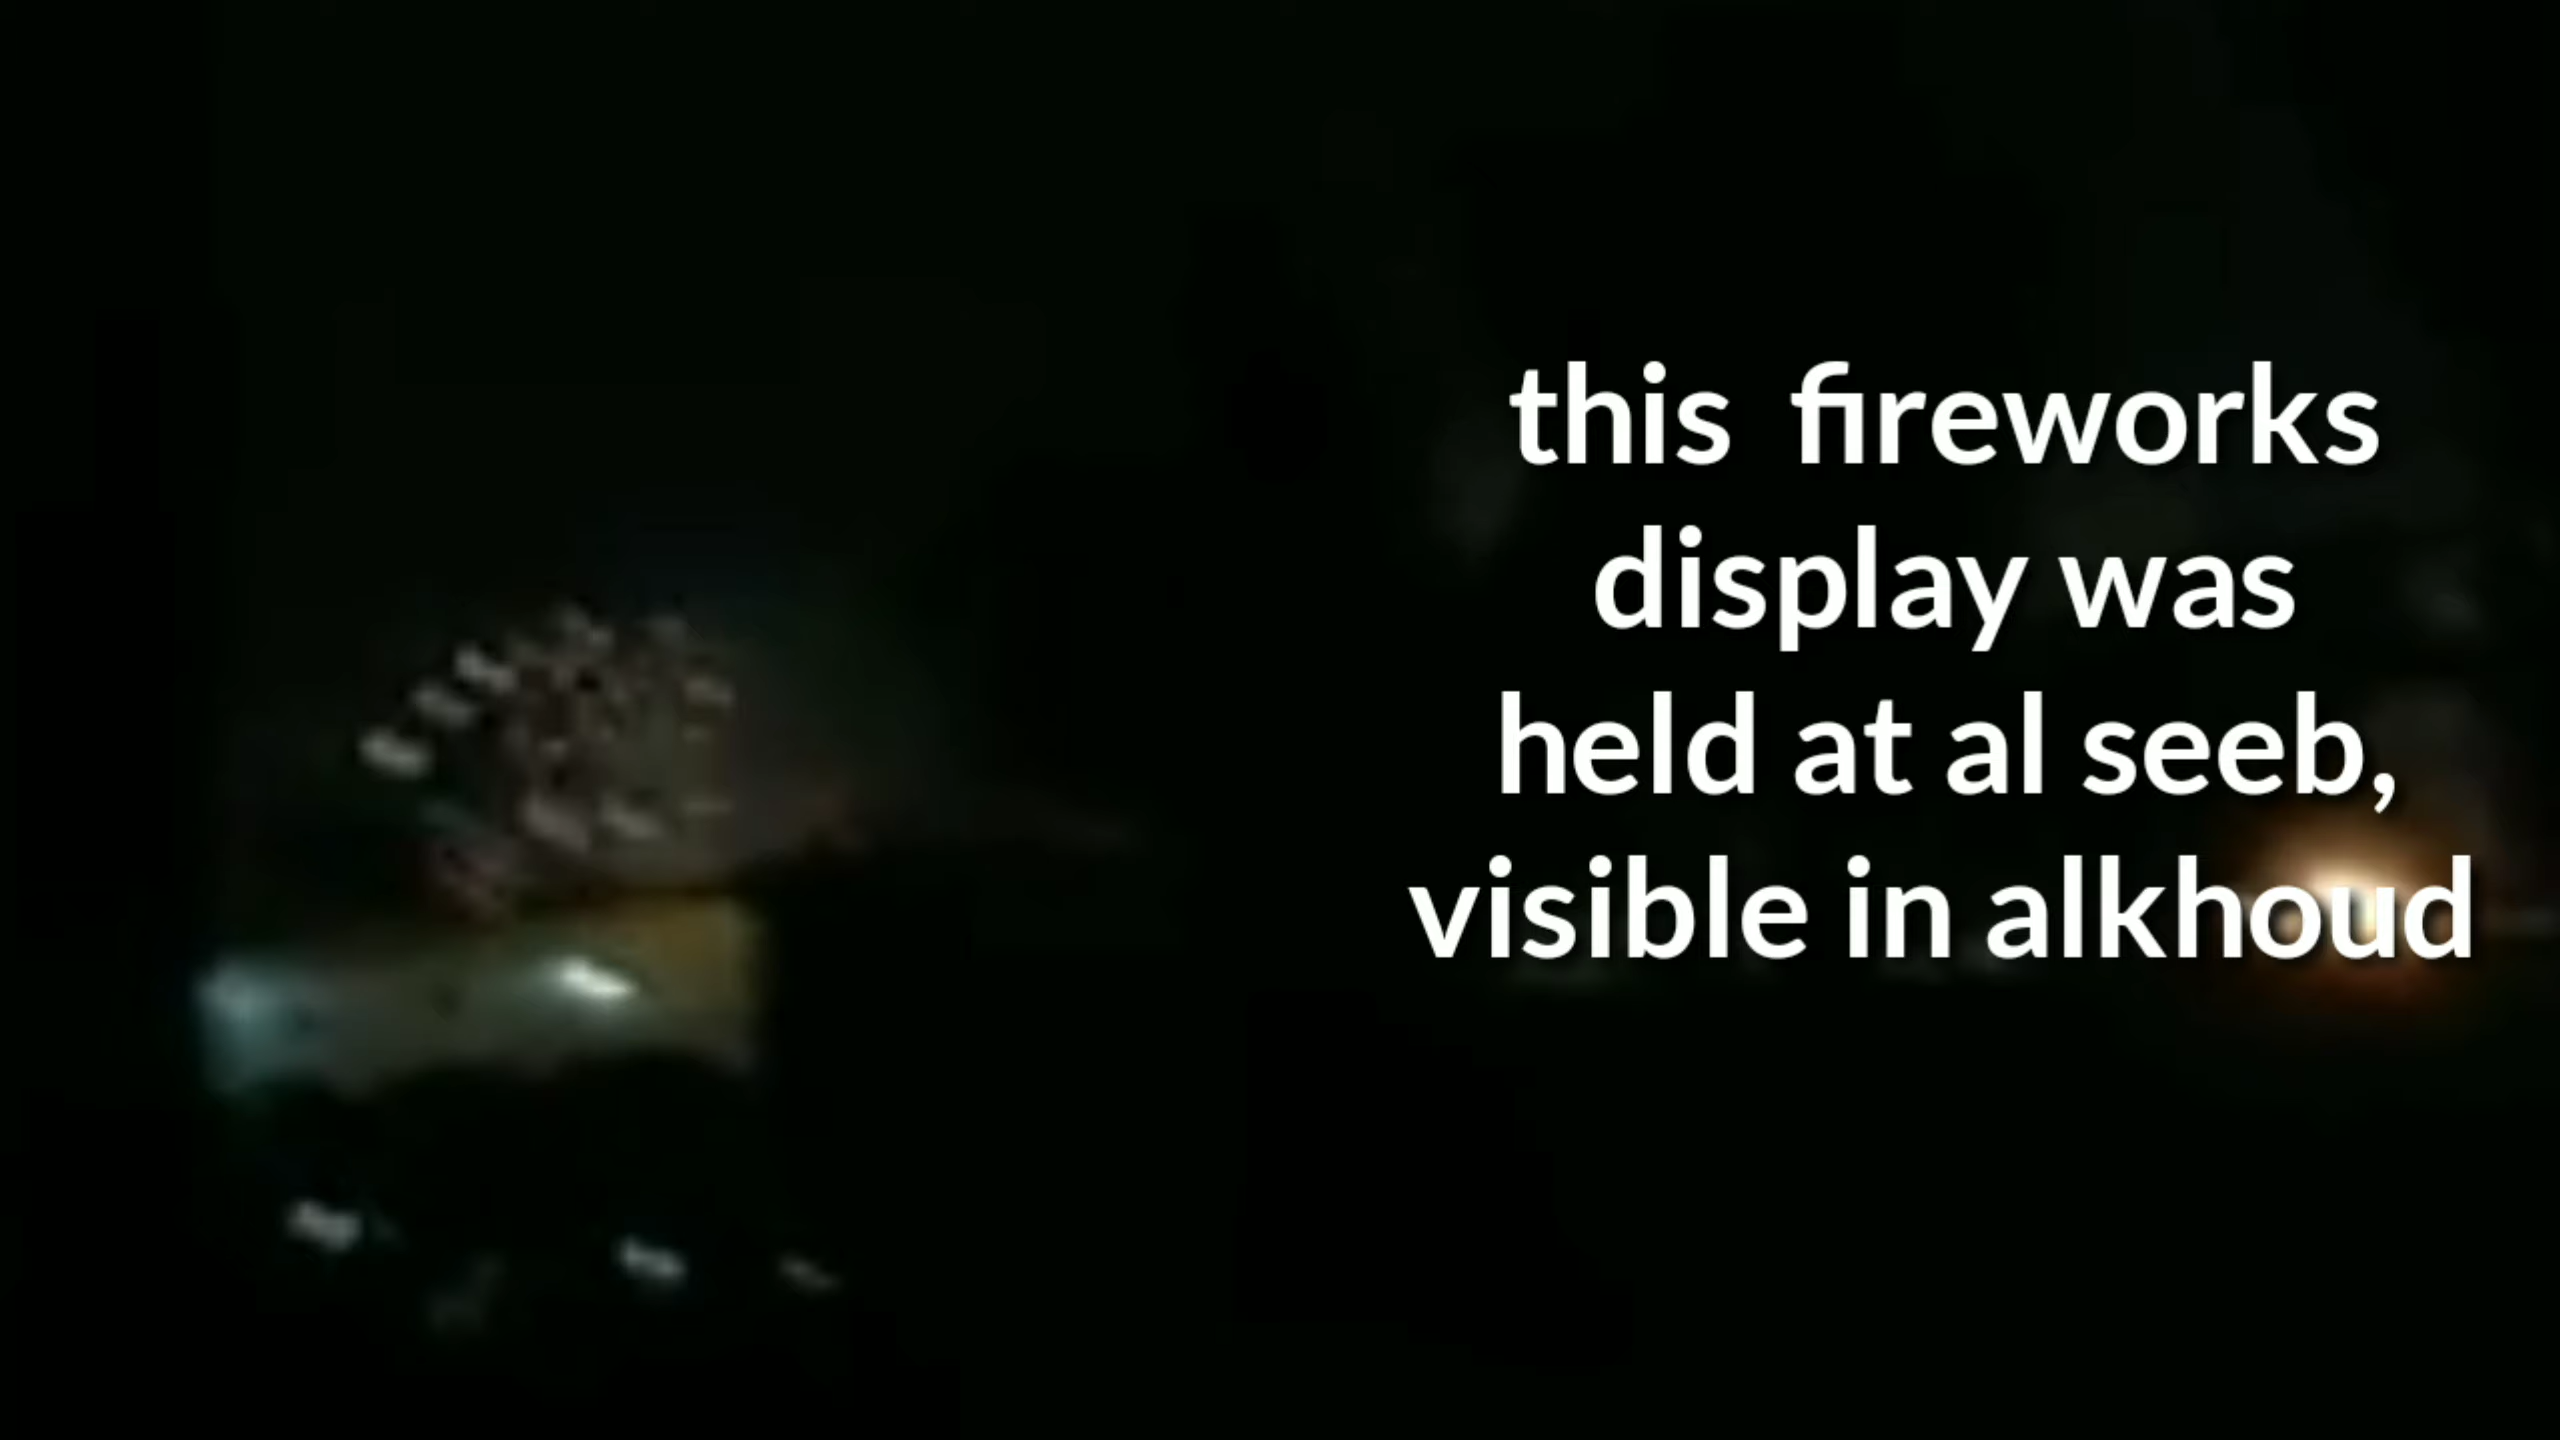 this  fireworks
display was
held at al seeb,
visible in alkhoud